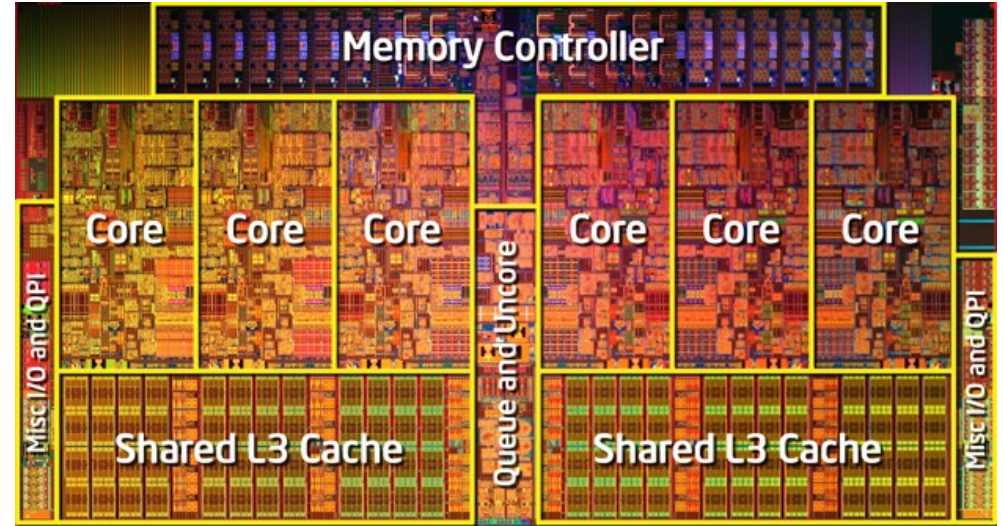 Memory Controller
Core
Core
Core
Core
Core
Core
Misc I/O and QPI
Queue and Uncore
Misc I/O and QPI
Shared L3 Cache
Shared L3 Cache